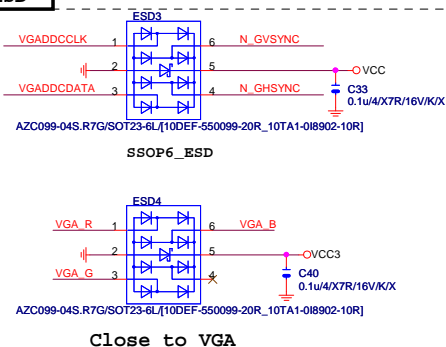 ESD3
VGADDCCLK 1 6 N_GVSYNC
2 5 VCC
VGADDCDATA 3 4 N_GHSYNC
C33
0.1u/4/X7R/16V/K/X
AZC099-04S.R7G/SOT23-6L/[10DEF-550099-20R_10TA1-0I8902-10R]
SSOP6_ESD
ESD4
VGA_R 1 6 VGA_B
2 5 VCC3
VGA_G 3 4
C40
0.1u/4/X7R/16V/K/X
AZC099-04S.R7G/SOT23-6L/[10DEF-550099-20R_10TA1-0I8902-10R]
Close to VGA